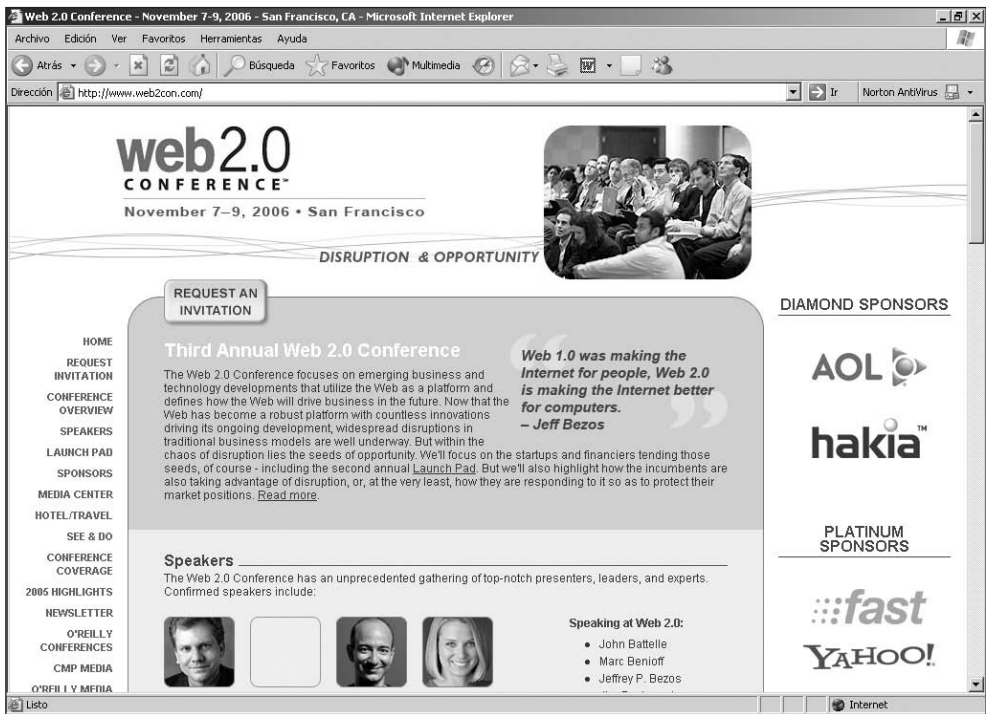 Web 2.0 Conference - November 7-9, 2006 - San Francisco, CA - Microsoft Internet Explorer
Archivo Edición Ver Favoritos Herramientas Ayuda
Atrás Búsqueda Favoritos Multimedia
Dirección http://www.web2con.com/ Ir Norton AntiVirus
web2.0
CONFERENCE
November 7–9, 2006 • San Francisco
DISRUPTION & OPPORTUNITY
REQUEST AN
INVITATION
HOME
REQUEST
INVITATION
CONFERENCE
OVERVIEW
SPEAKERS
LAUNCH PAD
SPONSORS
MEDIA CENTER
HOTEL/TRAVEL
SEE & DO
CONFERENCE
COVERAGE
2005 HIGHLIGHTS
NEWSLETTER
O'REILLY
CONFERENCES
CMP MEDIA
O'REILLY MEDIA
Third Annual Web 2.0 Conference
The Web 2.0 Conference focuses on emerging business and
technology developments that utilize the Web as a platform and
defines how the Web will drive business in the future. Now that the
Web has become a robust platform with countless innovations
driving its ongoing development, widespread disruptions in
traditional business models are well underway. But within the
chaos of disruption lies the seeds of opportunity. We'll focus on the startups and financiers tending those
seeds, of course - including the second annual Launch Pad. But we'll also highlight how the incumbents are
also taking advantage of disruption, or, at the very least, how they are responding to it so as to protect their
market positions. Read more.
“Web 1.0 was making the
Internet for people, Web 2.0
is making the Internet better
for computers.”
– Jeff Bezos
Speakers
The Web 2.0 Conference has an unprecedented gathering of top-notch presenters, leaders, and experts.
Confirmed speakers include:
Speaking at Web 2.0:
• John Battelle
• Marc Benioff
• Jeffrey P. Bezos
DIAMOND SPONSORS
AOL
hakia™
PLATINUM
SPONSORS
fast
YAHOO!
Listo Internet